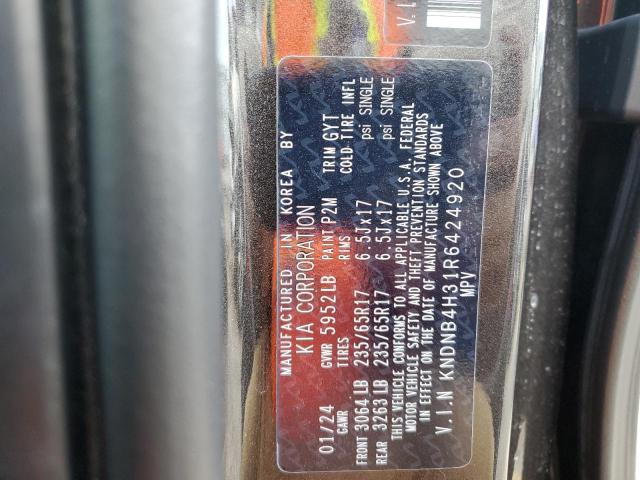 V.I
MANUFACTURED IN KOREA BY
KIA CORPORATION
01/24 GVWR 5952LB PAINT P2M TRIM GYT
GAWR TIRES RIMS COLD TIRE INFL
FRONT 3064LB 235/65R17 6.5Jx17 psi SINGLE
REAR 3263LB 235/65R17 6.5Jx17 psi SINGLE
THIS VEHICLE CONFORMS TO ALL APPLICABLE U.S.A. FEDERAL
MOTOR VEHICLE SAFETY AND THEFT PREVENTION STANDARDS
IN EFFECT ON THE DATE OF MANUFACTURE SHOWN ABOVE
V.I.N KNDNB4H31R6424920
MPV